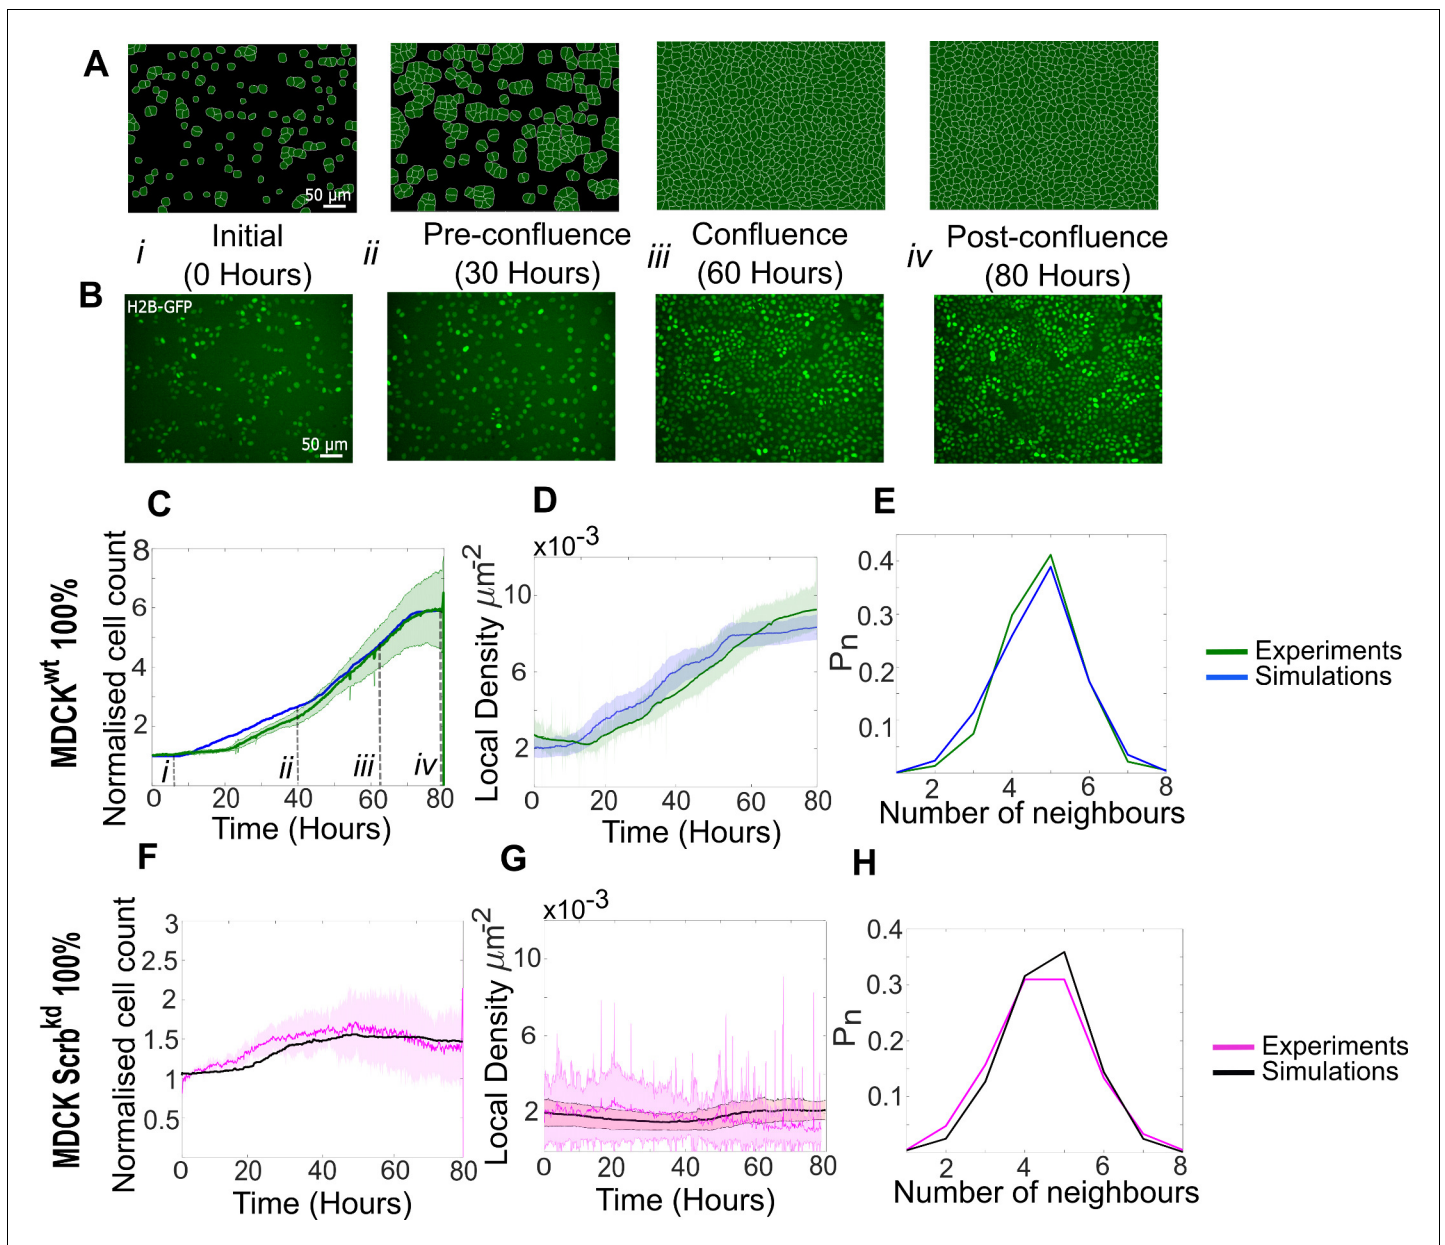 A
50 µm
i
Initial
(0 Hours)
ii
Pre-confluence
(30 Hours)
iii
Confluence
(60 Hours)
iv
Post-confluence
(80 Hours)
B
H2B-GFP
50 µm
MDCKwt 100%
C
Normalised cell count
8
6
4
2
i
ii
iii
iv
0
20
40
60
80
Time (Hours)
D
x10-3
Local Density µm-2
10
6
2
0
20
40
60
80
Time (Hours)
E
Pn
0.4
0.3
0.2
0.1
2
4
6
8
Number of neighbours
Experiments
Simulations
MDCK Scrbkd 100%
F
Normalised cell count
3
2.5
2
1.5
1
0.5
0
20
40
60
80
Time (Hours)
G
x10-3
Local Density µm-2
10
6
2
0
20
40
60
80
Time (Hours)
H
Pn
0.4
0.3
0.2
0.1
2
4
6
8
Number of neighbours
Experiments
Simulations